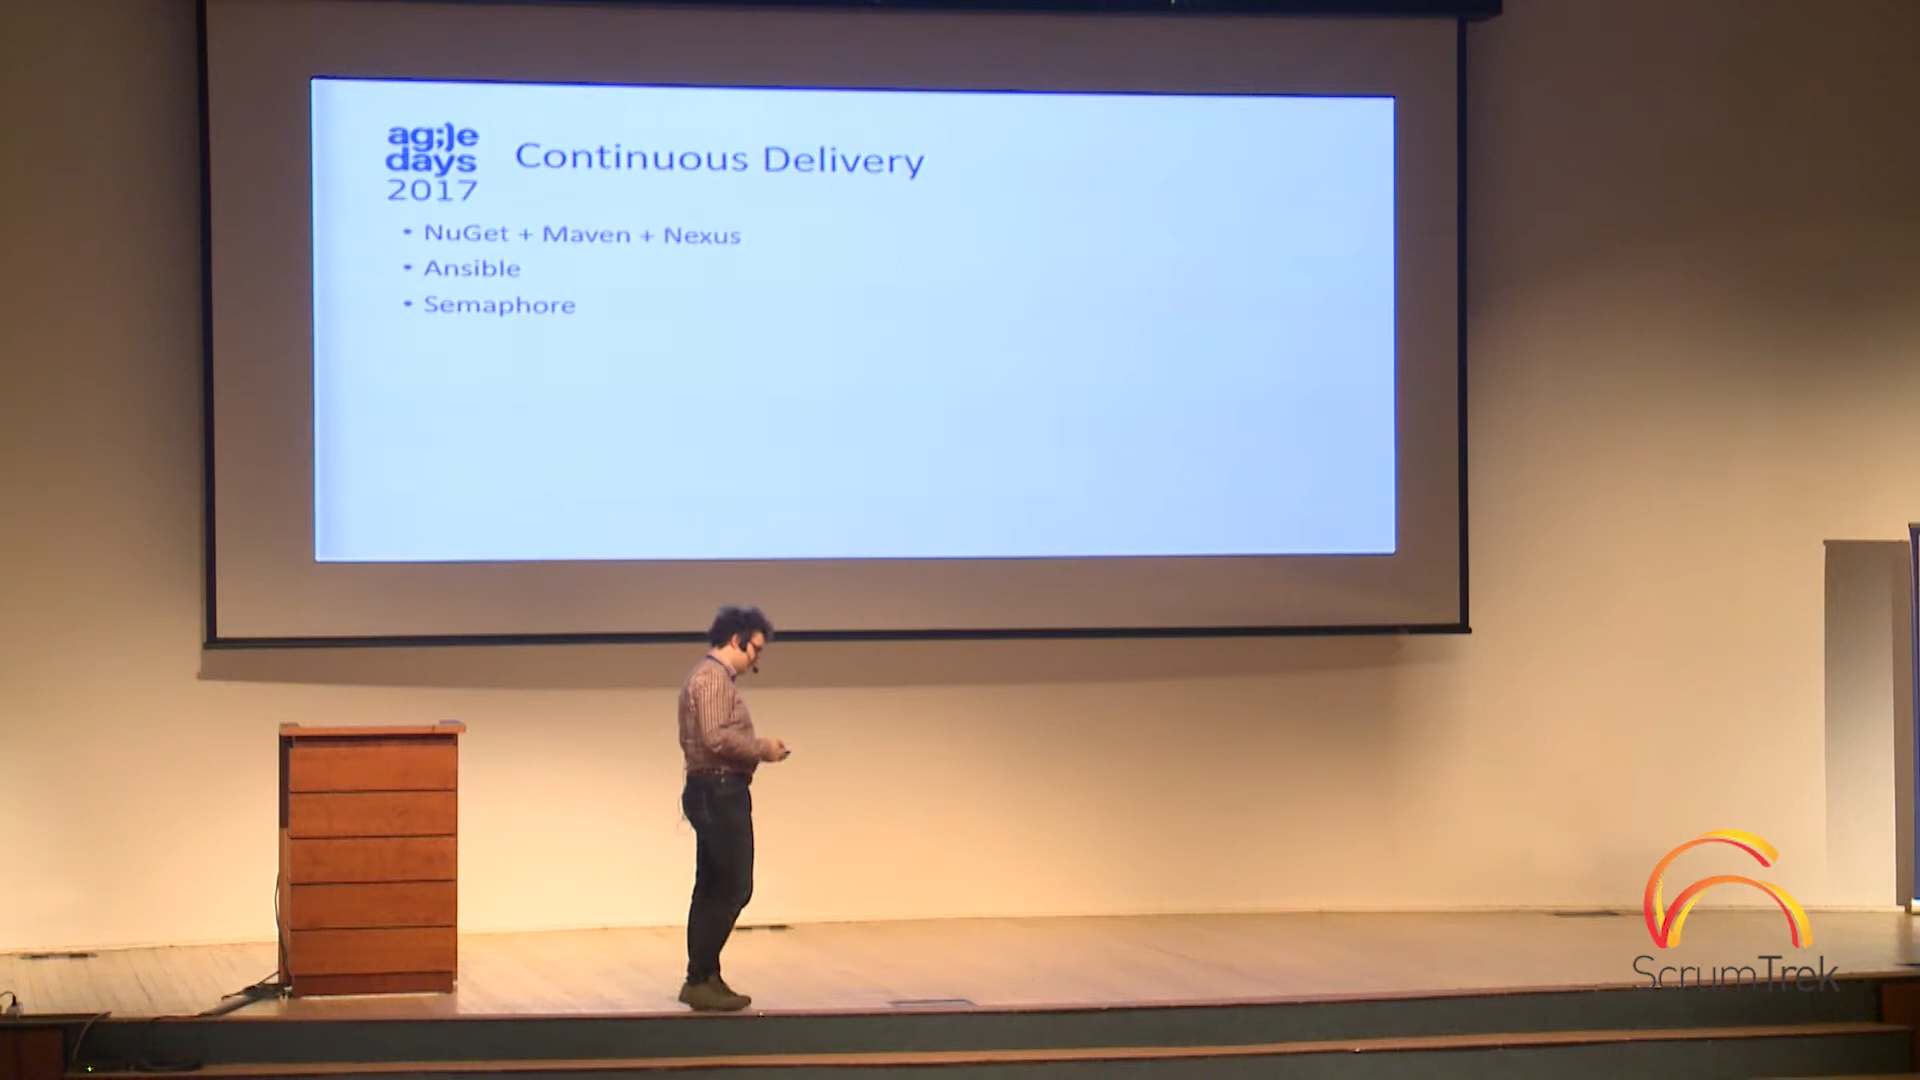 ag;)e
days
2017
Continuous Delivery
• NuGet + Maven + Nexus
• Ansible
• Semaphore
ScrumTrek